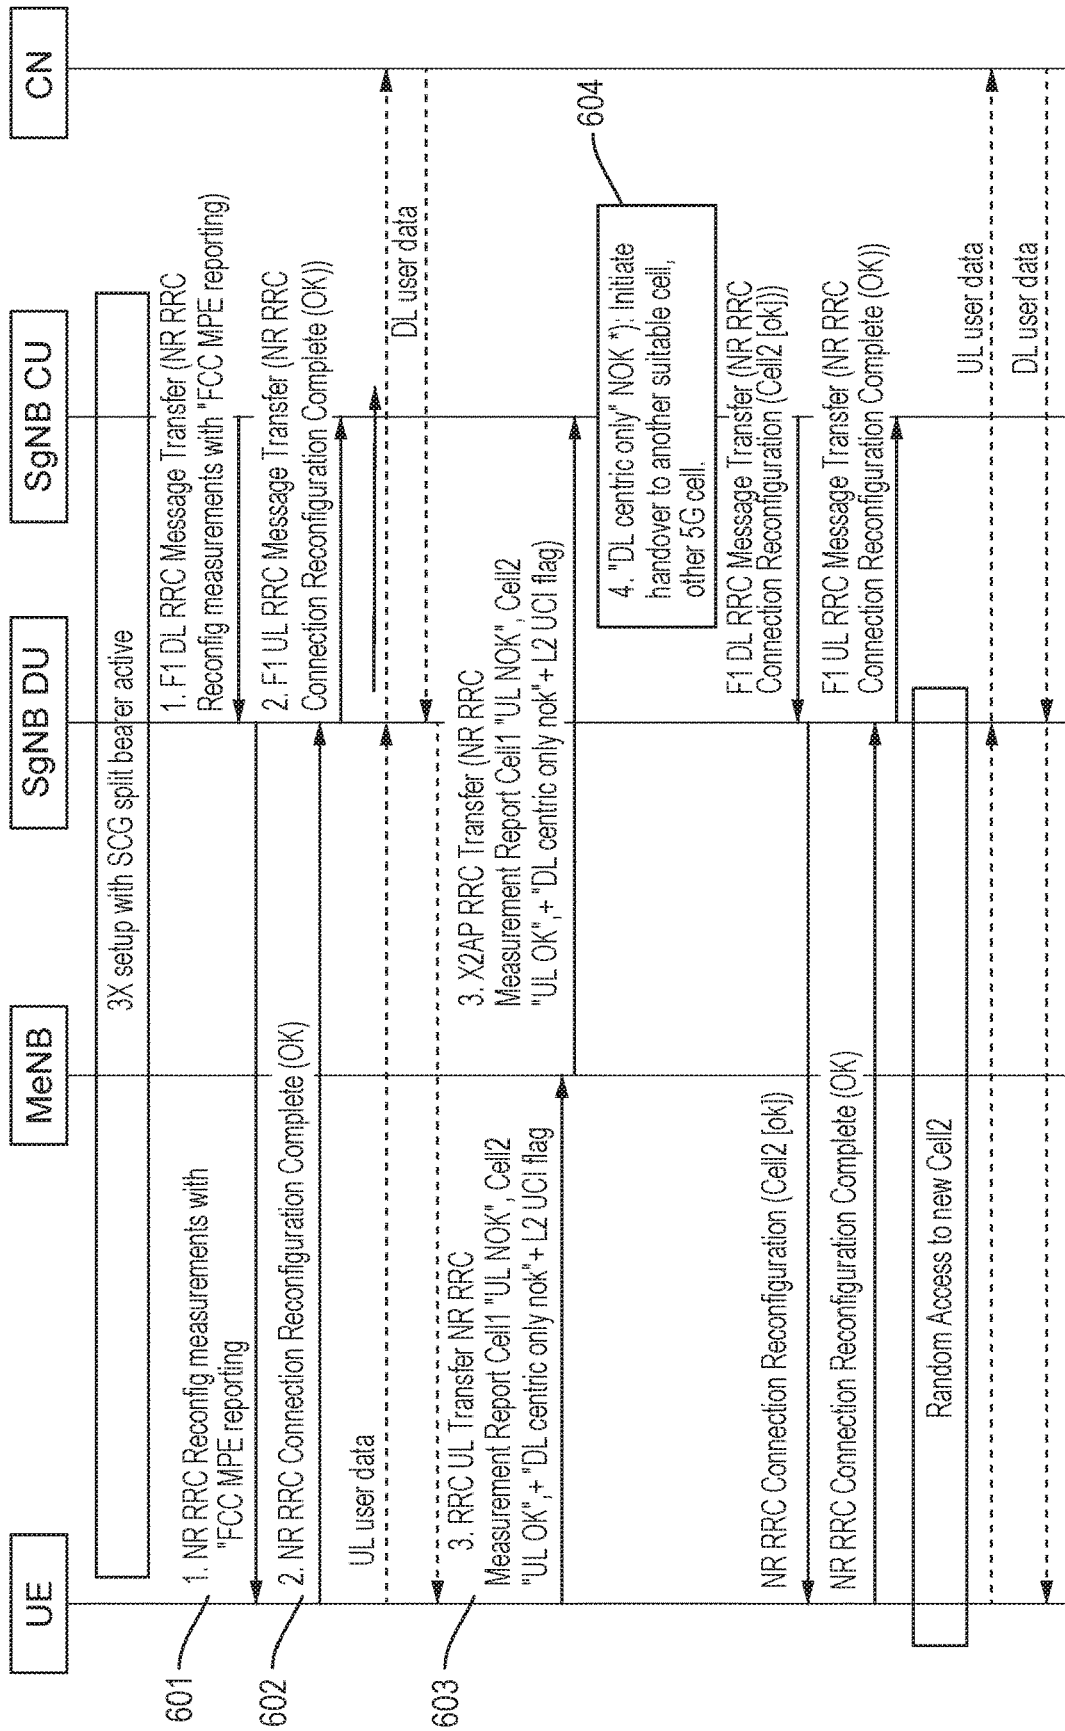 UE
MeNB
SgNB DU
SgNB CU
CN
3X setup with SCG split bearer active
601
1. NR RRC Reconfig measurements with
"FCC MPE reporting
1. F1 DL RRC Message Transfer (NR RRC
Reconfig measurements with "FCC MPE reporting)
602
2. NR RRC Connection Reconfiguration Complete (OK)
2. F1 UL RRC Message Transfer (NR RRC
Connection Reconfiguration Complete (OK))
UL user data
DL user data
603
3. RRC UL Transfer NR RRC
Measurement Report Cell1 "UL NOK", Cell2
"UL OK",+ "DL centric only nok"+ L2 UCI flag
3. X2AP RRC Transfer (NR RRC
Measurement Report Cell1 "UL NOK", Cell2
"UL OK",+ "DL centric only nok"+ L2 UCI flag)
604
4. "DL centric only" NOK *): Initiate
handover to another suitable cell,
other 5G cell.
NR RRC Connection Reconfiguration (Cell2 [ok])
F1 DL RRC Message Transfer (NR RRC
Connection Reconfiguration (Cell2 [ok]))
NR RRC Connection Reconfiguration Complete (OK)
F1 UL RRC Message Transfer (NR RRC
Connection Reconfiguration Complete (OK))
Random Access to new Cell2
UL user data
DL user data